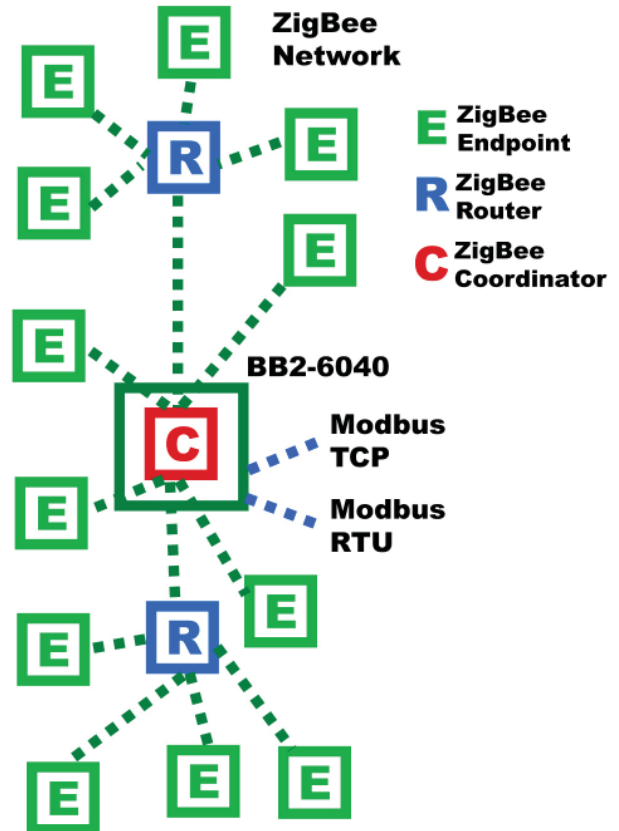 E
ZigBee
Network
E
E
ZigBee
Endpoint
E
R
E
R
ZigBee
Router
E
E
C
ZigBee
Coordinator
E
BB2-6040
C
Modbus
TCP
E
Modbus
RTU
E
R
E
E
E
E